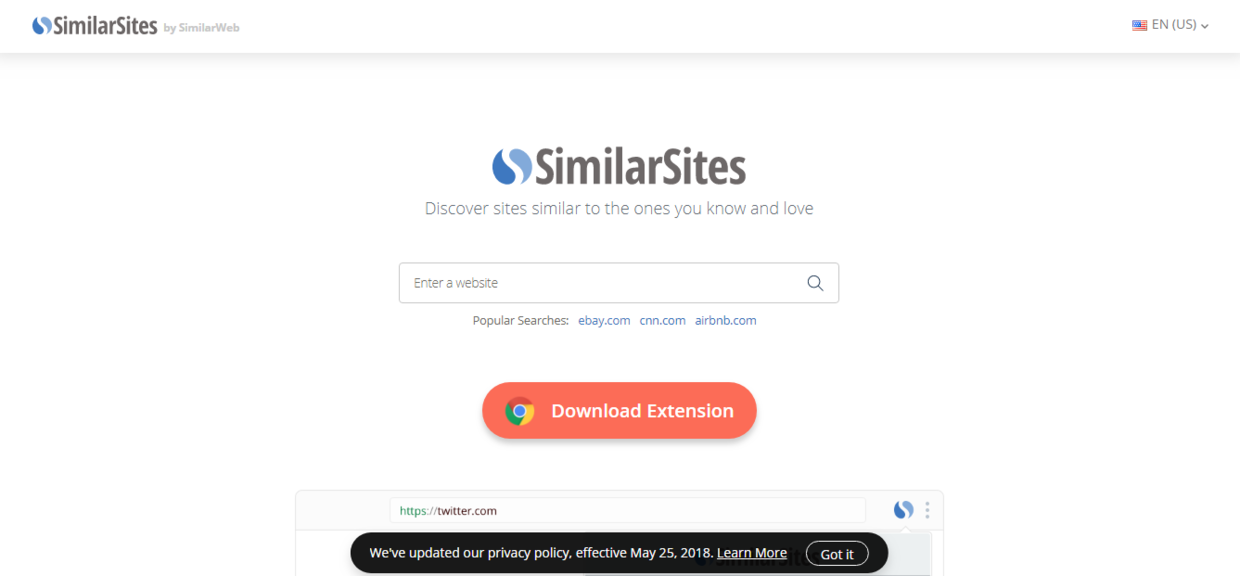 SimilarSites by SimilarWeb
EN (US)
SimilarSites
Discover sites similar to the ones you know and love
Enter a website
Popular Searches: ebay.com cnn.com airbnb.com
Download Extension
https://twitter.com
We've updated our privacy policy, effective May 25, 2018. Learn More Got it
SimilarSites